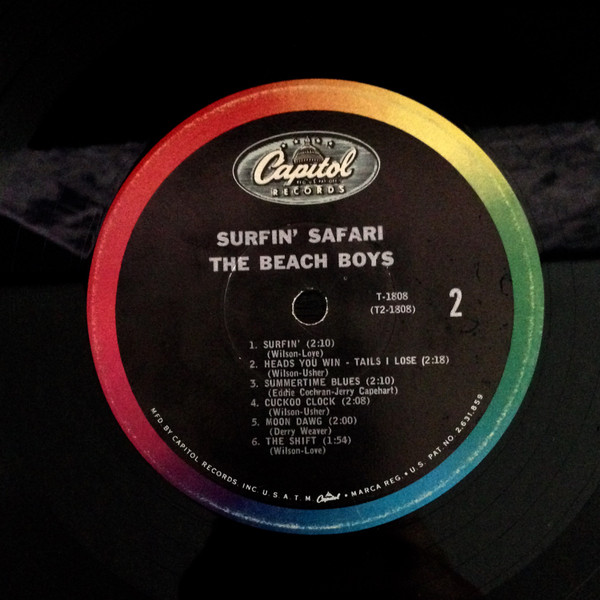 Capitol
RECORDS
SURFIN' SAFARI
THE BEACH BOYS
T-1808
(T2-1808)
2
1. SURFIN' (2:10)
(Wilson-Love)
2. HEADS YOU WIN - TAILS I LOSE (2:18)
(Wilson-Usher)
3. SUMMERTIME BLUES (2:10)
(Eddie Cochran-Jerry Capehart)
4. CUCKOO CLOCK (2:08)
(Wilson-Usher)
5. MOON DAWG (2:00)
(Derry Weaver)
6. THE SHIFT (1:54)
(Wilson-Love)
MFD BY CAPITOL RECORDS, INC. U.S.A. T.M. Capitol • MARCA REG. • U.S. PAT. NO. 2,631,859